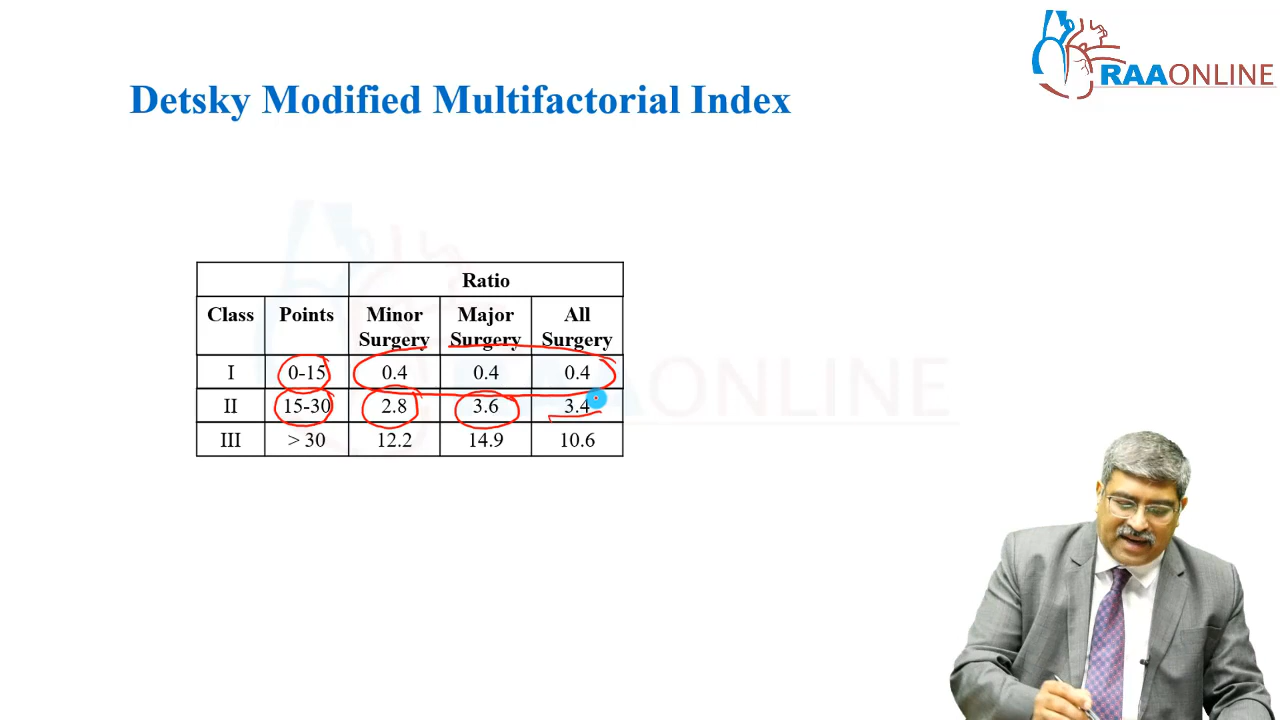 RAAONLINE
Detsky Modified Multifactorial Index
Ratio
Class Points Minor Surgery Major Surgery All Surgery
I 0-15 0.4 0.4 0.4
II 15-30 2.8 3.6 3.4
III > 30 12.2 14.9 10.6
RAAONLINE